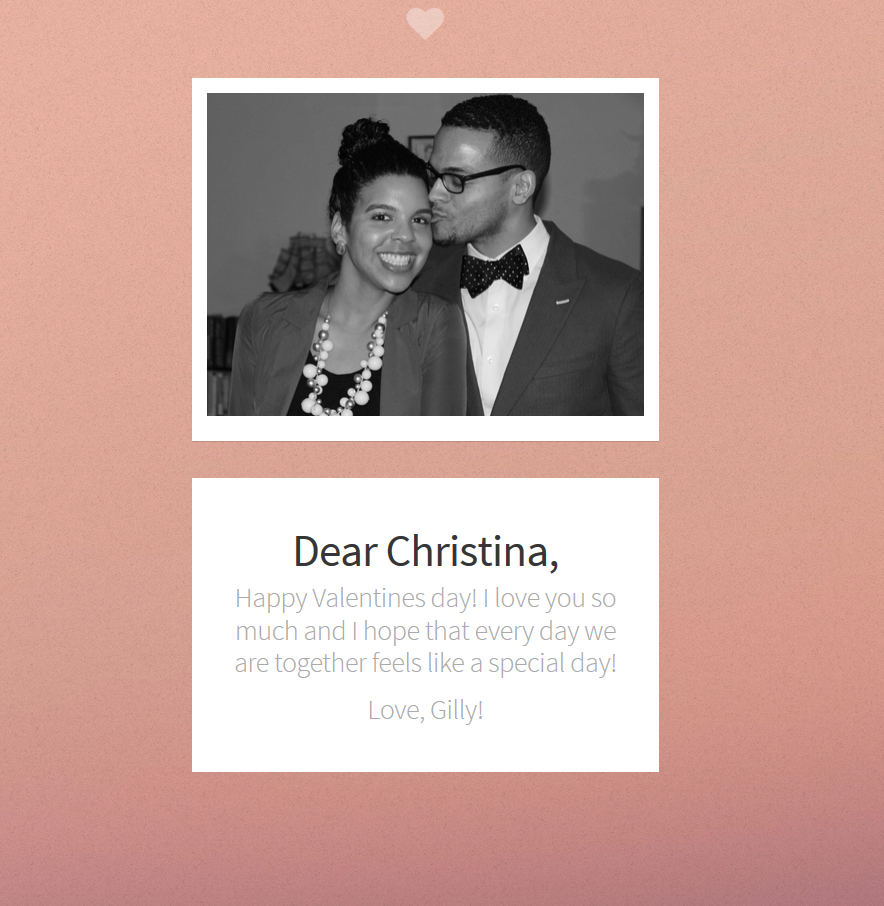 Dear Christina,
Happy Valentines day! I love you so
much and I hope that every day we
are together feels like a special day!
Love, Gilly!